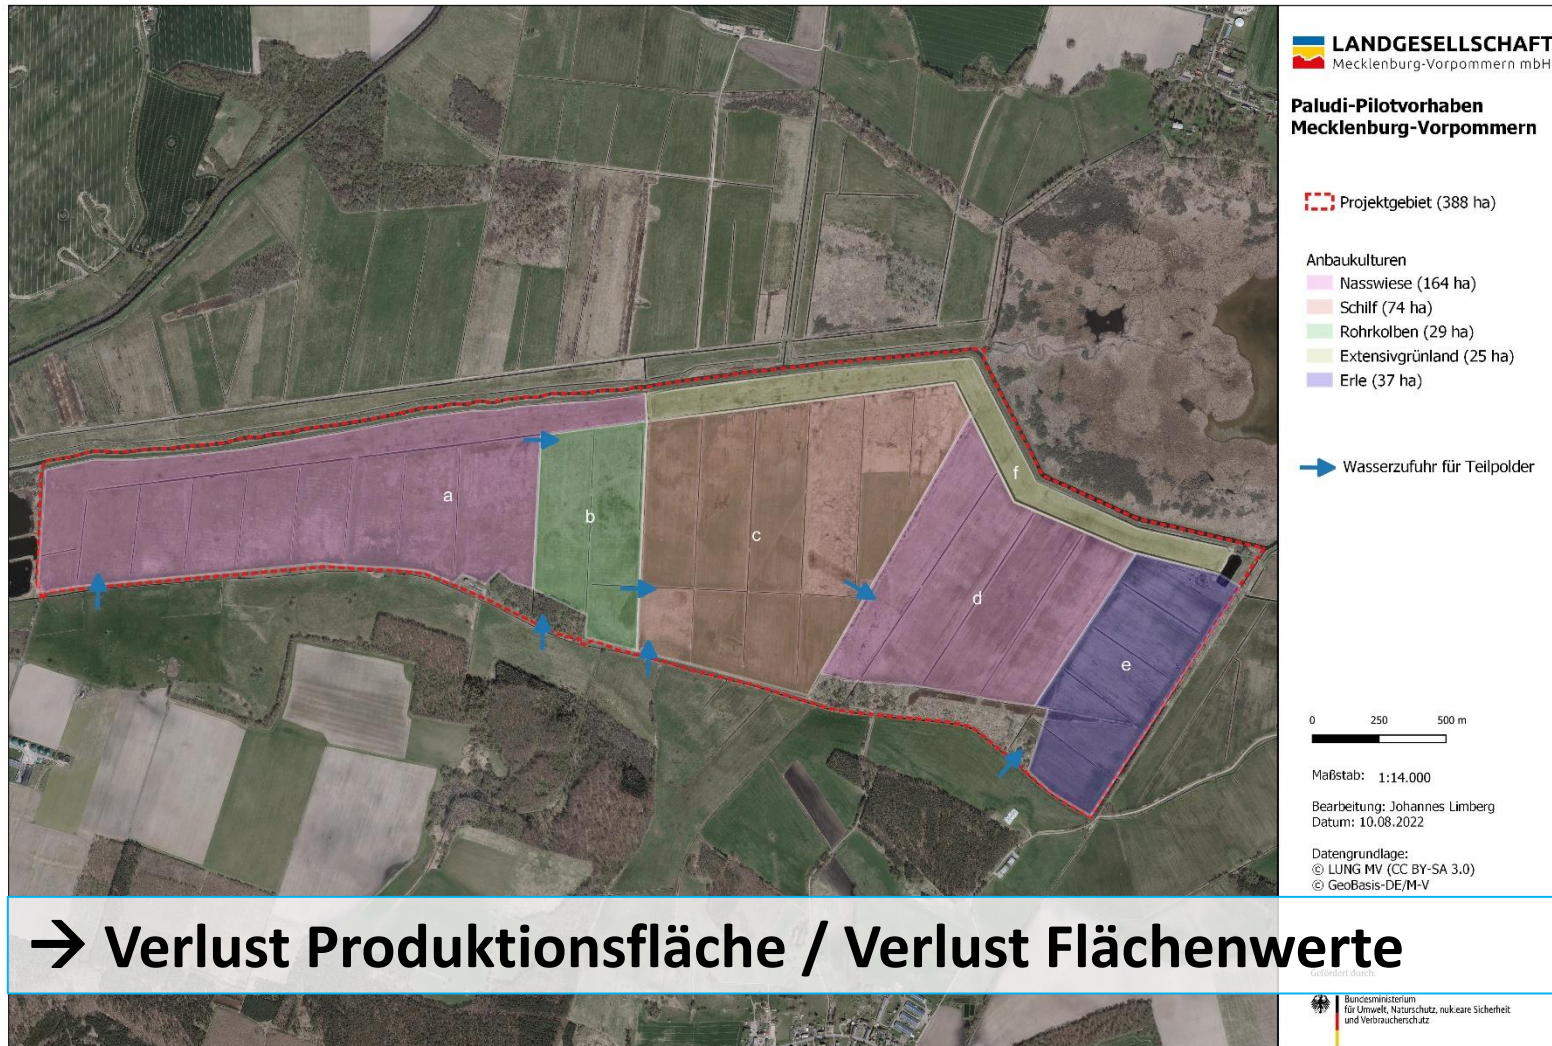 LANDGESELLSCHAFT
Mecklenburg-Vorpommern mbH
Paludi-Pilotvorhaben
Mecklenburg-Vorpommern
Projektgebiet (388 ha)
Anbaukulturen
Nasswiese (164 ha)
Schilf (74 ha)
Rohrkolben (29 ha)
Extensivgrünland (25 ha)
Erle (37 ha)
Wasserzufuhr für Teilpolder
a
b
c
d
e
f
0 250 500 m
Maßstab: 1:14.000
Bearbeitung: Johannes Limberg
Datum: 10.08.2022
Datengrundlage:
© LUNG MV (CC BY-SA 3.0)
© GeoBasis-DE/M-V
→ Verlust Produktionsfläche / Verlust Flächenwerte
Gefördert durch:
Bundesministerium
für Umwelt, Naturschutz, nukleare Sicherheit
und Verbraucherschutz